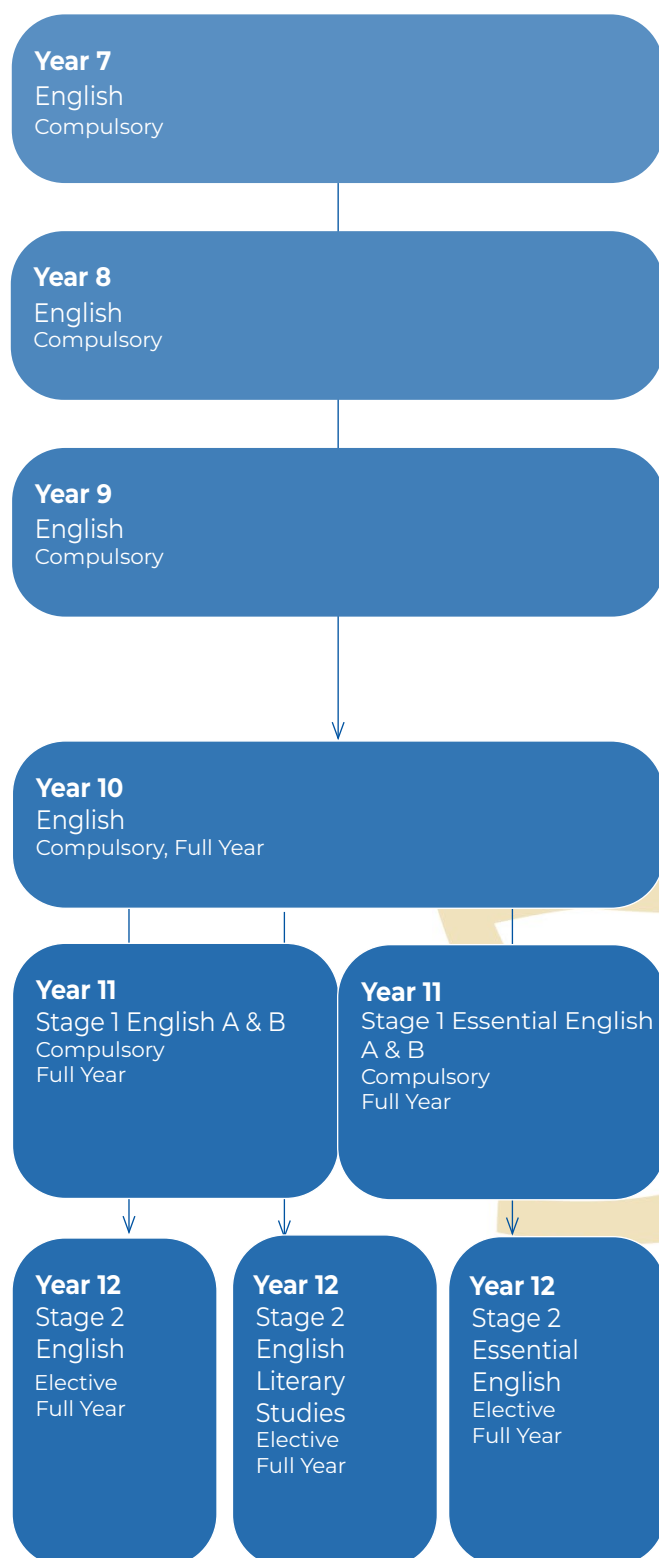 Year 7
English
Compulsory
Year 8
English
Compulsory
Year 9
English
Compulsory
Year 10
English
Compulsory, Full Year
Year 11
Stage 1 English A & B
Compulsory
Full Year
Year 11
Stage 1 Essential English
A & B
Compulsory
Full Year
Year 12
Stage 2
English
Elective
Full Year
Year 12
Stage 2
English
Literary
Studies
Elective
Full Year
Year 12
Stage 2
Essential
English
Elective
Full Year